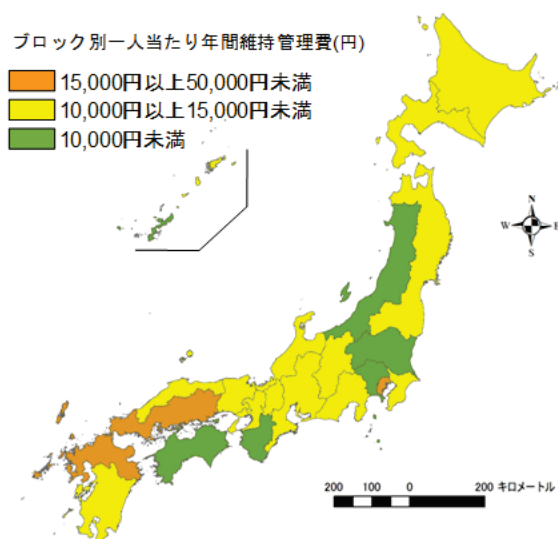 ブロック別一人当たり年間維持管理費(円)
15,000円以上50,000円未満
10,000円以上15,000円未満
10,000円未満
N
W E
S
200 100 0 200 キロメートル